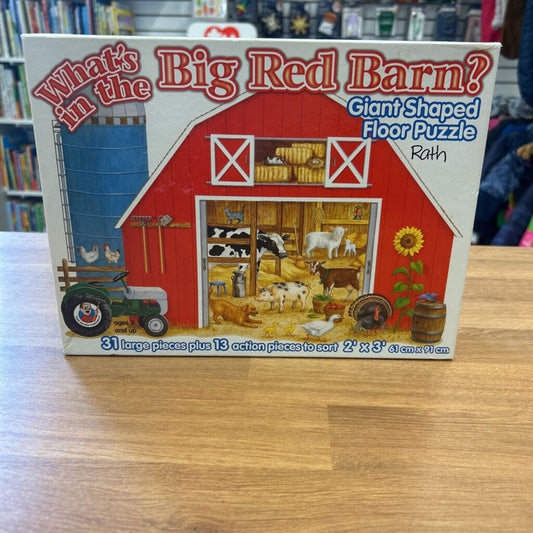 What's
in the
Big Red Barn?
Giant Shaped
Floor Puzzle
Rath
ages 3
and up
31 large pieces plus 13 action pieces to sort 2' x 3' 61 cm x 91 cm